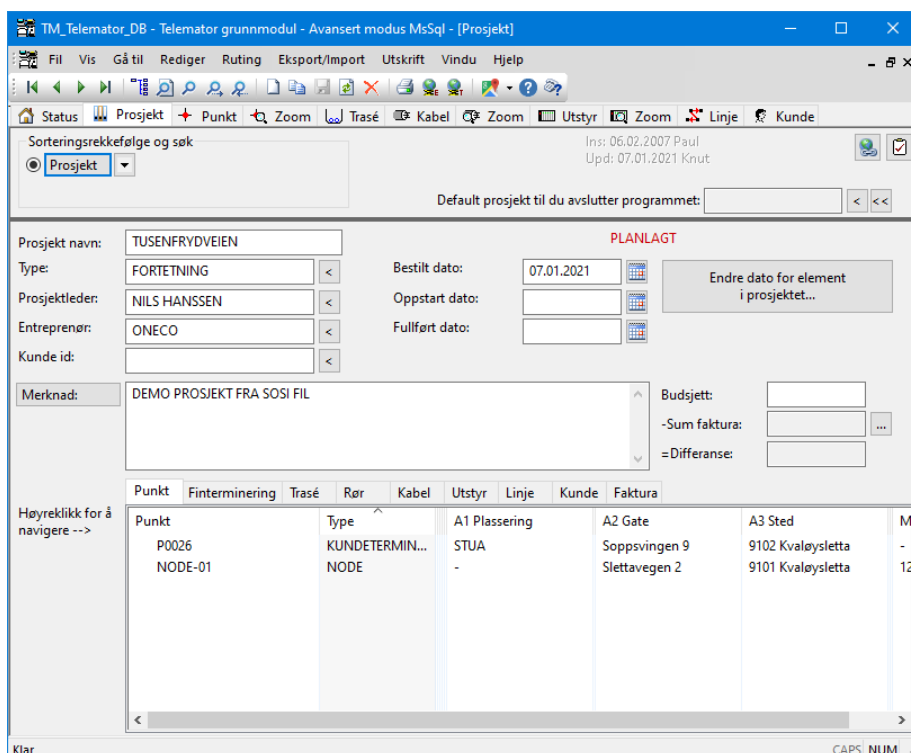 TM_Telemator_DB - Telemator grunnmodul - Avansert modus MsSql - [Prosjekt]
Fil Vis Gå til Rediger Ruting Eksport/Import Utskrift Vindu Hjelp
Status Prosjekt Punkt Zoom Trasé Kabel Zoom Utstyr Zoom Linje Kunde
Sorteringsrekkefølge og søk
Prosjekt
Ins: 06.02.2007 Paul
Upd: 07.01.2021 Knut
Default prosjekt til du avslutter programmet: < <<
Prosjekt navn: TUSENFRYDVEIEN PLANLAGT
Type: FORTETNING < Bestilt dato: 07.01.2021 Endre dato for element
i prosjektet...
Prosjektleder: NILS HANSSEN < Oppstart dato:
Entreprenør: ONECO < Fullført dato:
Kunde id: <
Merknad: DEMO PROSJEKT FRA SOSI FIL Budsjett:
-Sum faktura: ...
=Differanse:
Punkt Finterminering Trasé Rør Kabel Utstyr Linje Kunde Faktura
Høyreklikk for å
navigere -->
Punkt Type A1 Plassering A2 Gate A3 Sted M
P0026 KUNDETERMIN... STUA Soppsvingen 9 9102 Kvaløysletta -
NODE-01 NODE - Slettavegen 2 9101 Kvaløysletta 12
Klar CAPS NUM